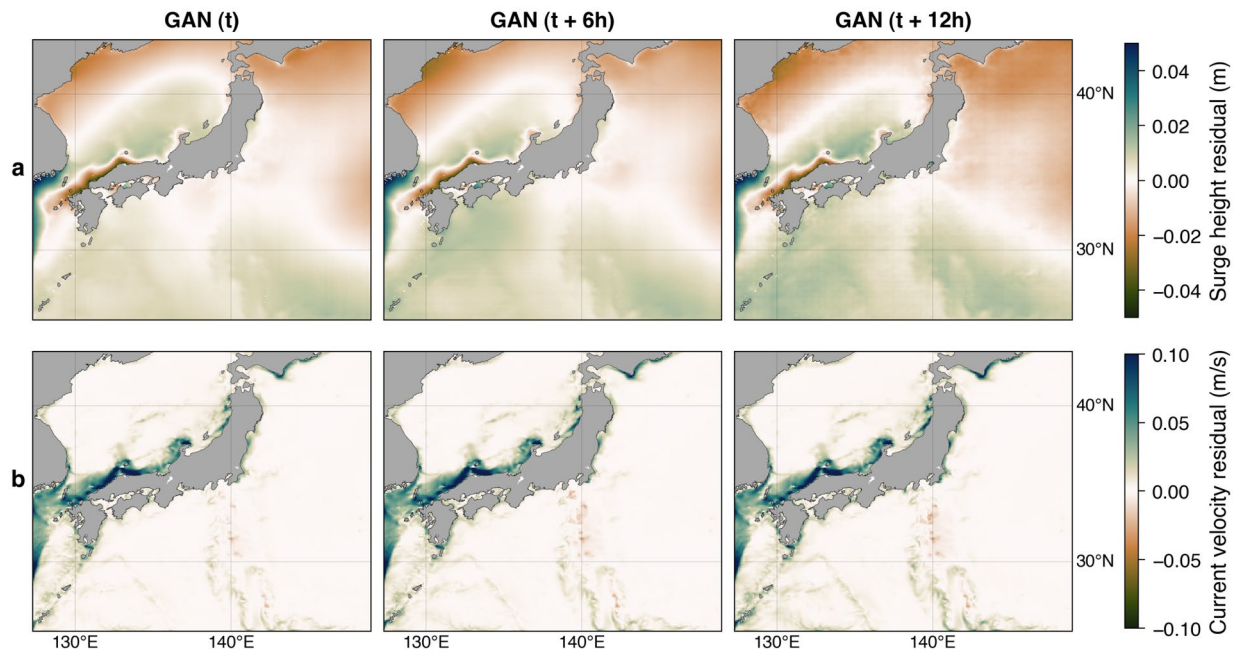 GAN (t)
GAN (t + 6h)
GAN (t + 12h)
a
40°N
30°N
0.04
0.02
0.00
−0.02
−0.04
Surge height residual (m)
b
40°N
30°N
0.10
0.05
0.00
−0.05
−0.10
Current velocity residual (m/s)
130°E
140°E
130°E
140°E
130°E
140°E